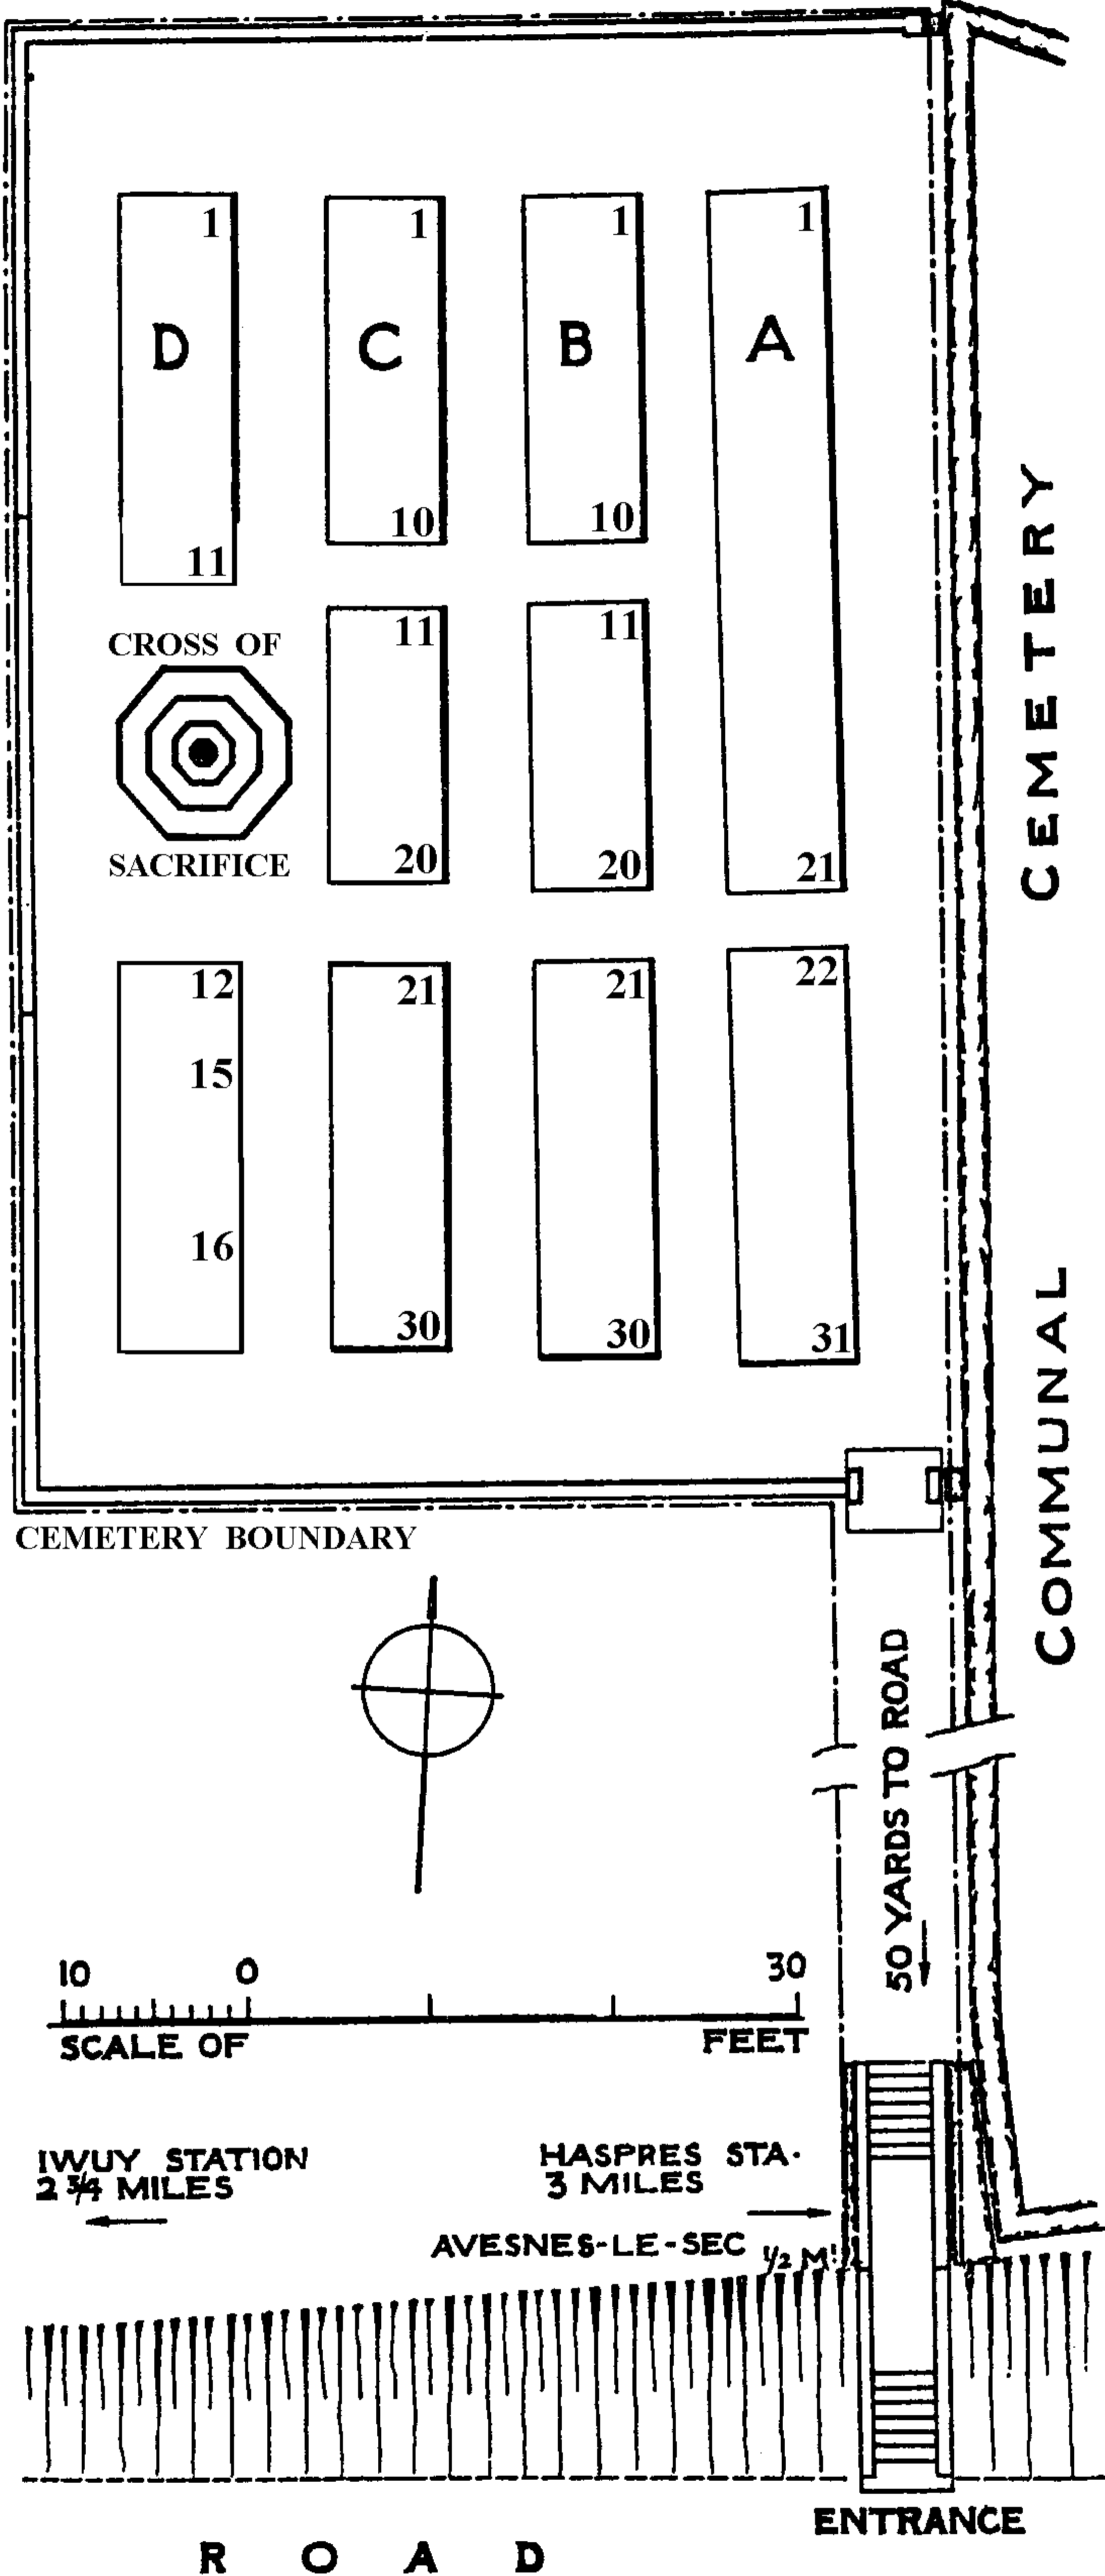 1 1 1 1
D C B A
10 10
11
11 11
CROSS OF
SACRIFICE
20 20 21
12 21 21 22
15
16
30 30 31
CEMETERY
COMMUNAL
CEMETERY BOUNDARY
50 YARDS TO ROAD
10 0 30
SCALE OF FEET
IWUY STATION
2 3/4 MILES
HASPRES STA.
3 MILES
AVESNES-LE-SEC 1/2 M!
ENTRANCE
ROAD